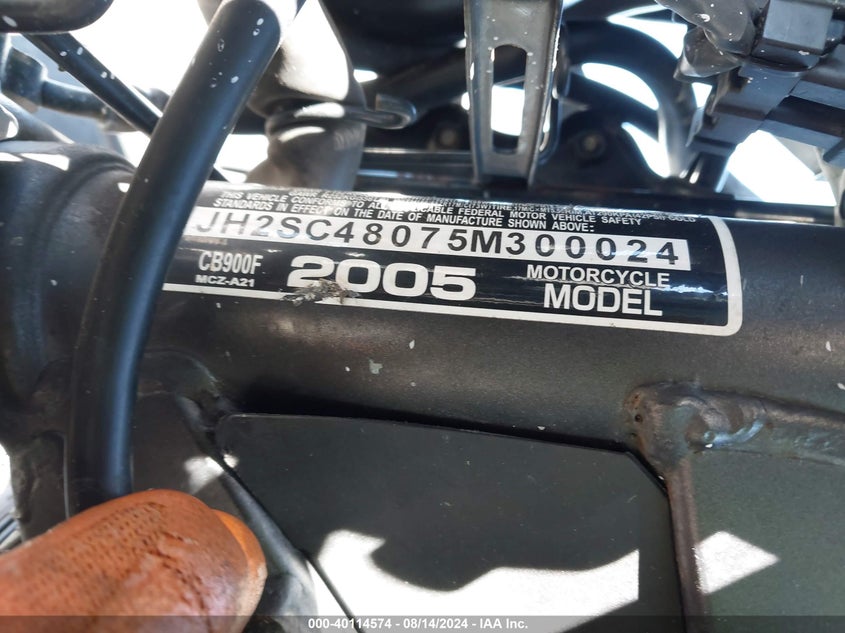 THIS VEHICLE CONFORMS TO ALL APPLICABLE FEDERAL MOTOR VEHICLE SAFETY
STANDARDS IN EFFECT ON THE DATE OF MANUFACTURE SHOWN ABOVE:
JH2SC48075M300024
CB900F 2005 MOTORCYCLE
MCZ-A21 MODEL
000-40114574 | 08/14/2024 - IAA Inc.